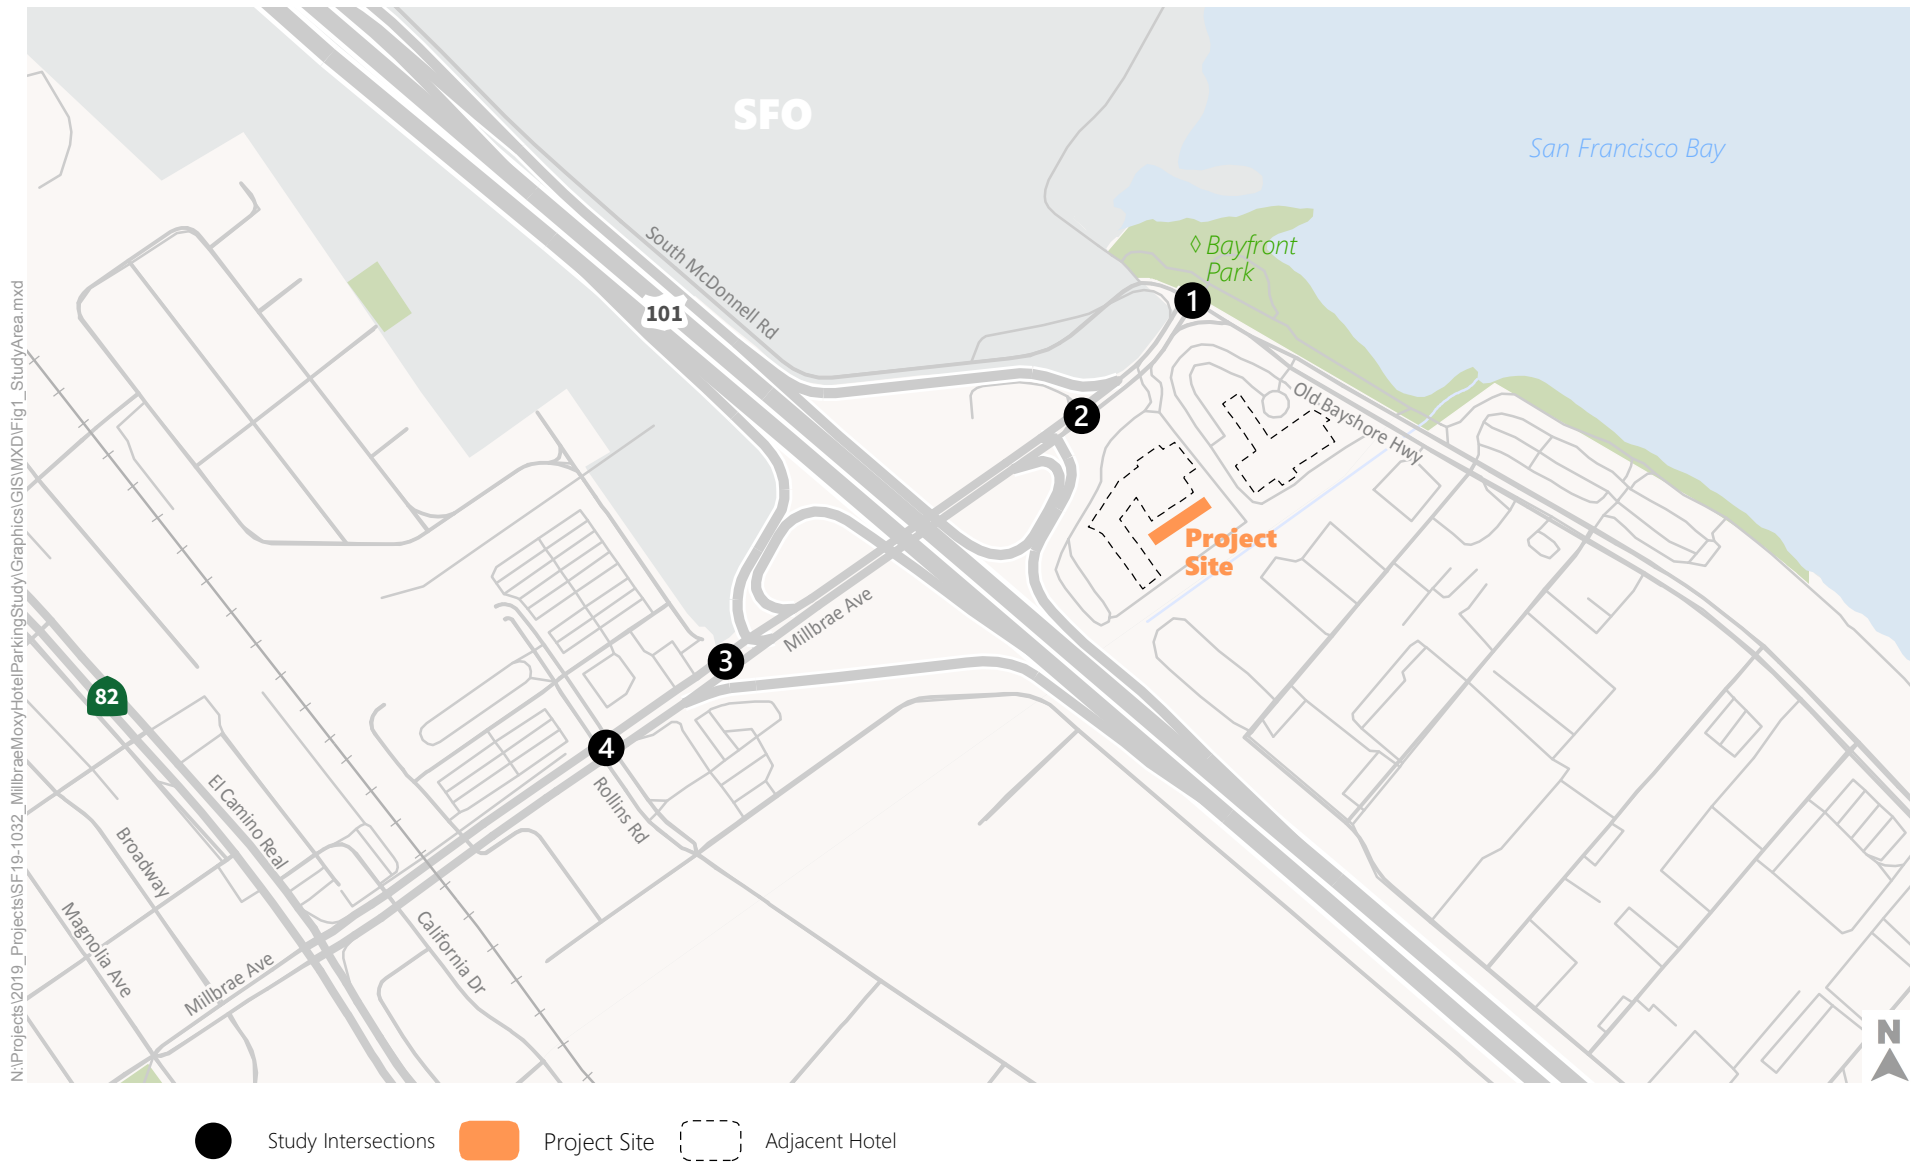 SFO
San Francisco Bay
◊ Bayfront
Park
South McDonnell Rd
101
1
2
Old Bayshore Hwy
Project
Site
Millbrae Ave
3
82
4
Rollins Rd
El Camino Real
Broadway
Magnolia Ave
California Dr
Millbrae Ave
N
N:\Projects\2019_Projects\SF19-1032_MillbraeMoxyHotelParkingStudy\Graphics\GIS\MXD\Fig1_StudyArea.mxd
Study Intersections
Project Site
Adjacent Hotel